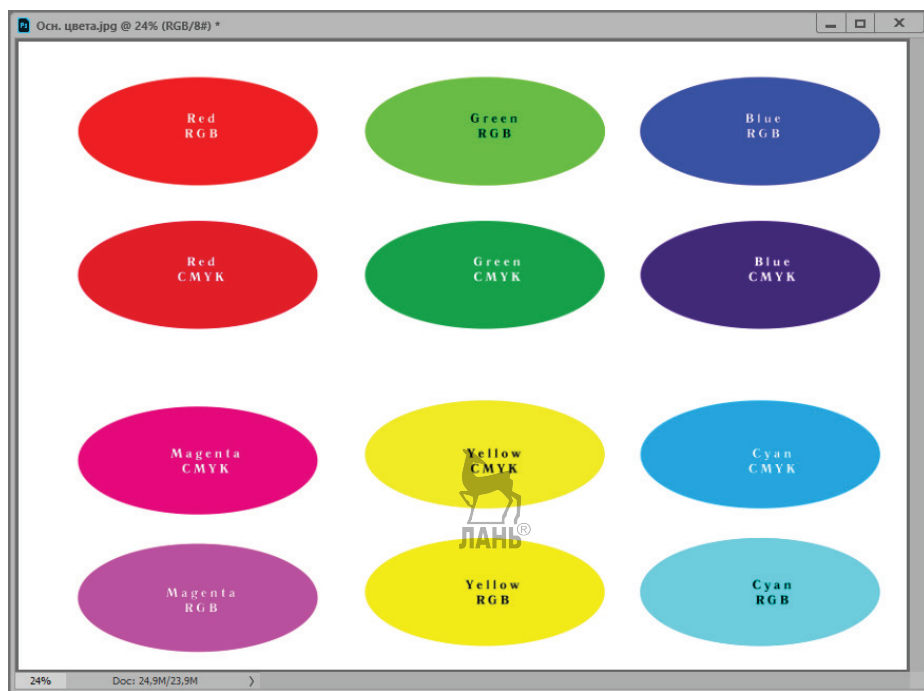 Ps Осн. цвета.jpg @ 24% (RGB/8#) *
Red
RGB
Green
RGB
Blue
RGB
Red
CMYK
Green
CMYK
Blue
CMYK
Magenta
CMYK
Yellow
CMYK
Cyan
CMYK
ЛАНЬ®
Magenta
RGB
Yellow
RGB
Cyan
RGB
24% Doc: 24,9M/23,9M